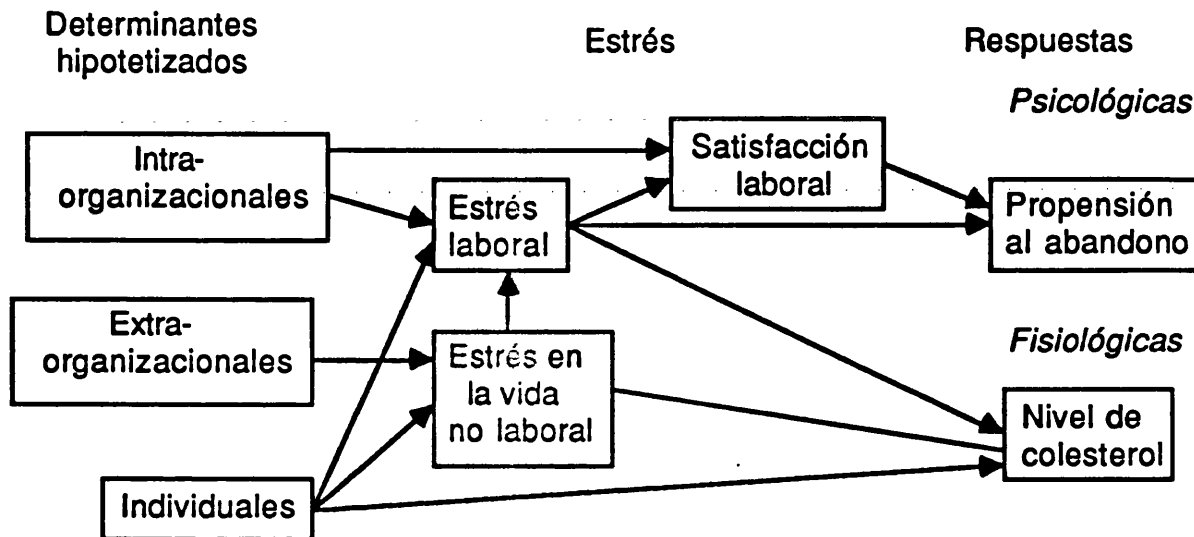 Determinantes
hipotetizados
Estrés
Respuestas
Psicológicas
Intra-
organizacionales
Satisfacción
laboral
Estrés
laboral
Propensión
al abandono
Extra-
organizacionales
Estrés en
la vida
no laboral
Fisiológicas
Nivel de
colesterol
Individuales